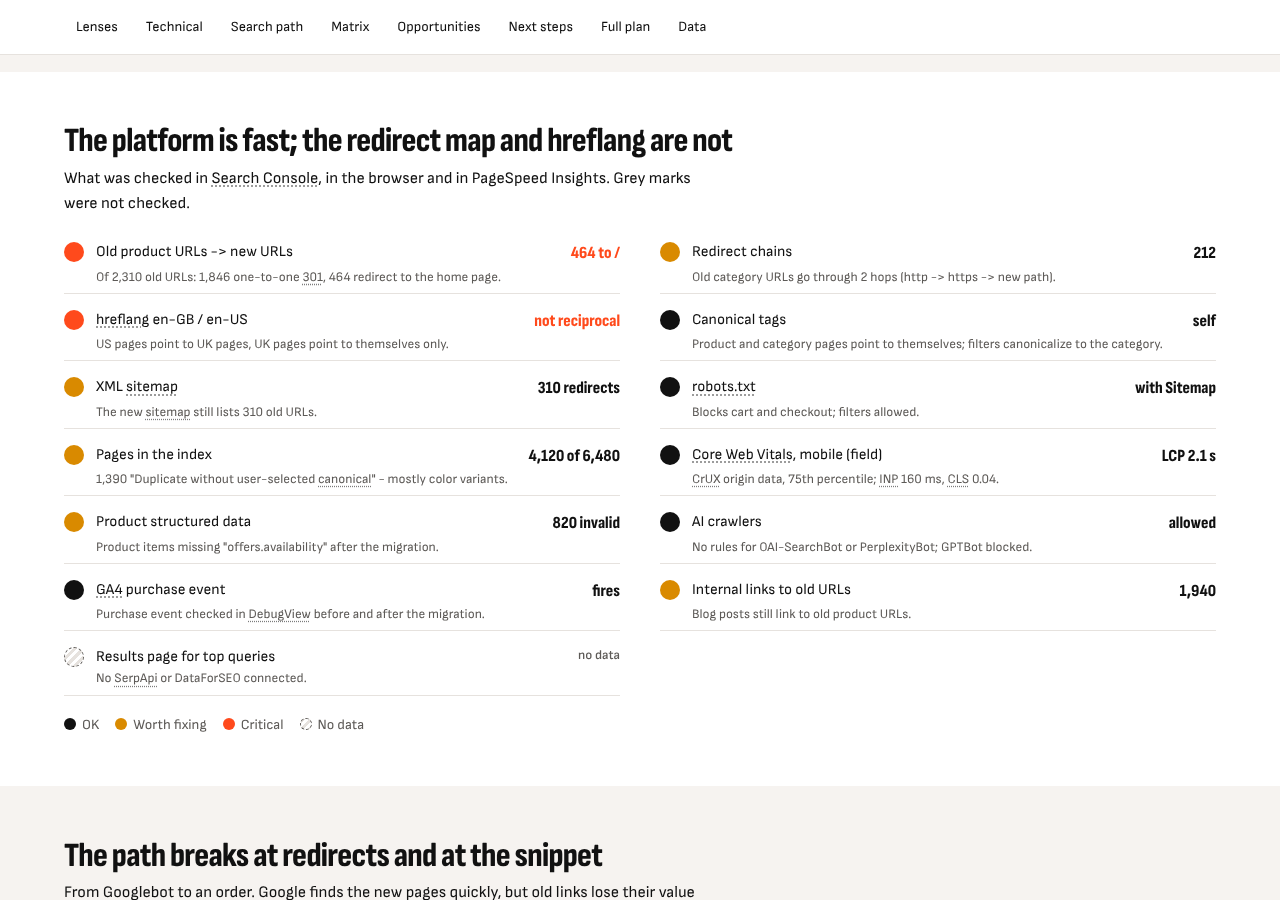 Lenses Technical Search path Matrix Opportunities Next steps Full plan Data
The platform is fast; the redirect map and hreflang are not
What was checked in Search Console, in the browser and in PageSpeed Insights. Grey marks
were not checked.
Old product URLs -> new URLs 464 to /
Of 2,310 old URLs: 1,846 one-to-one 301, 464 redirect to the home page.
hreflang en-GB / en-US not reciprocal
US pages point to UK pages, UK pages point to themselves only.
XML sitemap 310 redirects
The new sitemap still lists 310 old URLs.
Pages in the index 4,120 of 6,480
1,390 "Duplicate without user-selected canonical" - mostly color variants.
Product structured data 820 invalid
Product items missing "offers.availability" after the migration.
GA4 purchase event fires
Purchase event checked in DebugView before and after the migration.
Results page for top queries no data
No SerpApi or DataForSEO connected.
Redirect chains 212
Old category URLs go through 2 hops (http -> https -> new path).
Canonical tags self
Product and category pages point to themselves; filters canonicalize to the category.
robots.txt with Sitemap
Blocks cart and checkout; filters allowed.
Core Web Vitals, mobile (field) LCP 2.1 s
CrUX origin data, 75th percentile; INP 160 ms, CLS 0.04.
AI crawlers allowed
No rules for OAI-SearchBot or PerplexityBot; GPTBot blocked.
Internal links to old URLs 1,940
Blog posts still link to old product URLs.
OK Worth fixing Critical No data
The path breaks at redirects and at the snippet
From Googlebot to an order. Google finds the new pages quickly, but old links lose their value